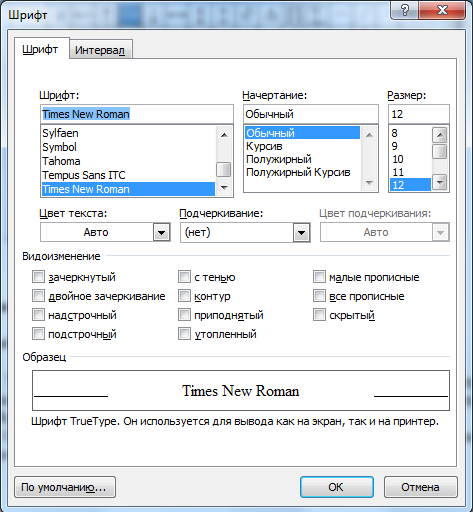 Шрифт
Шрифт Интервал
Шрифт: Начертание: Размер:
Times New Roman Обычный 12
Sylfaen Обычный 8
Symbol Курсив 9
Tahoma Полужирный 10
Tempus Sans ITC Полужирный Курсив 11
Times New Roman 12
Цвет текста: Подчеркивание: Цвет подчеркивания:
Авто (нет) Авто
Видоизменение
зачеркнутый с тенью малые прописные
двойное зачеркивание контур все прописные
надстрочный приподнятый скрытый
подстрочный утопленный
Образец
Times New Roman
Шрифт TrueType. Он используется для вывода как на экран, так и на принтер.
По умолчанию... ОК Отмена